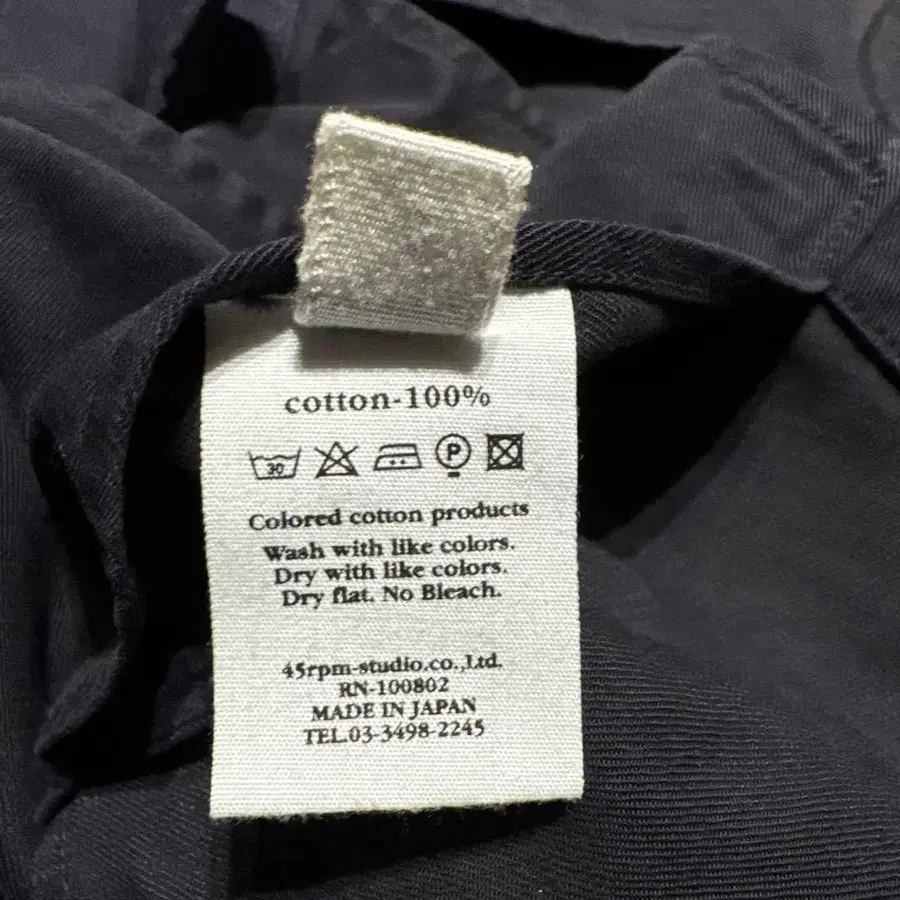 cotton-100%
30 P
Colored cotton products
Wash with like colors.
Dry with like colors.
Dry flat. No Bleach.
45rpm-studio.co.,Ltd.
RN-100802
MADE IN JAPAN
TEL.03-3498-2245